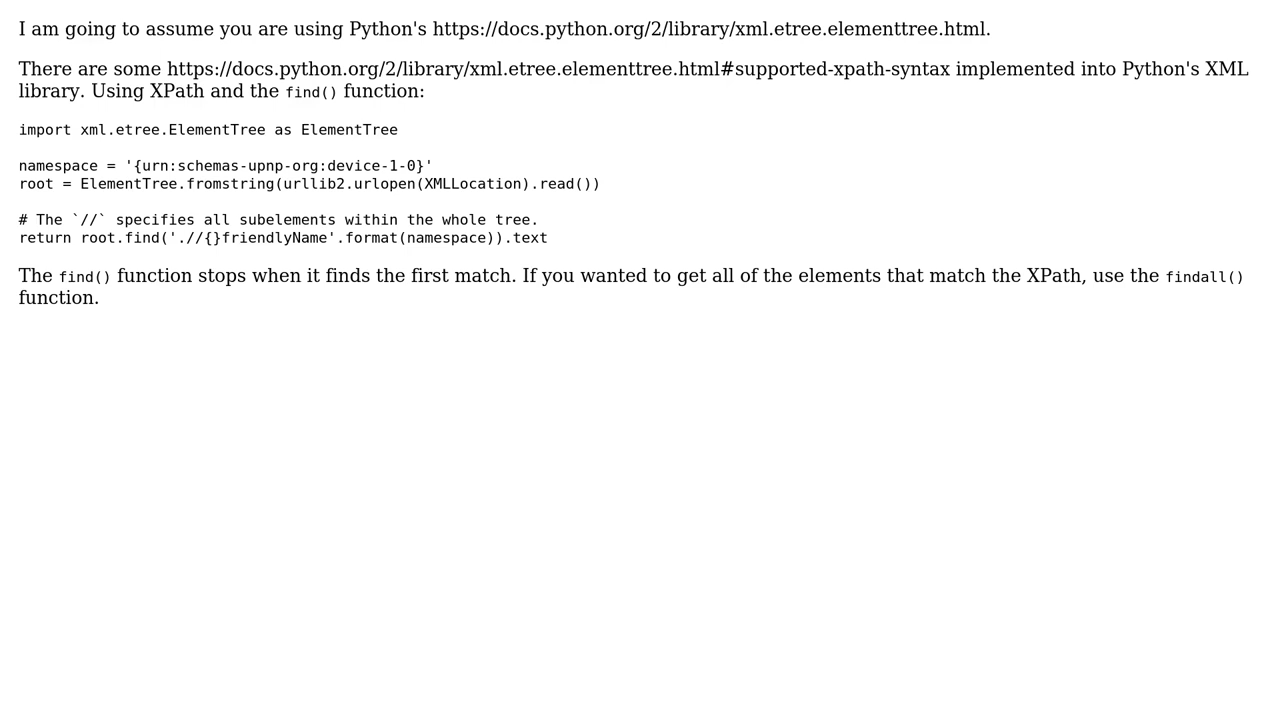 I am going to assume you are using Python's https://docs.python.org/2/library/xml.etree.elementtree.html.
There are some https://docs.python.org/2/library/xml.etree.elementtree.html#supported-xpath-syntax implemented into Python's XML
library. Using XPath and the find() function:
import xml.etree.ElementTree as ElementTree
namespace = '{urn:schemas-upnp-org:device-1-0}'
root = ElementTree.fromstring(urllib2.urlopen(XMLLocation).read())
# The `//` specifies all subelements within the whole tree.
return root.find('.//{}friendlyName'.format(namespace)).text
The find() function stops when it finds the first match. If you wanted to get all of the elements that match the XPath, use the findall()
function.